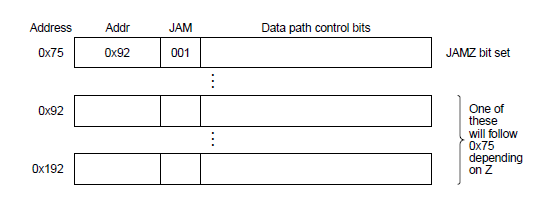 Address Addr JAM Data path control bits
0x75 0x92 001 JAMZ bit set
0x92
0x192
One of
these
will follow
0x75
depending
on Z